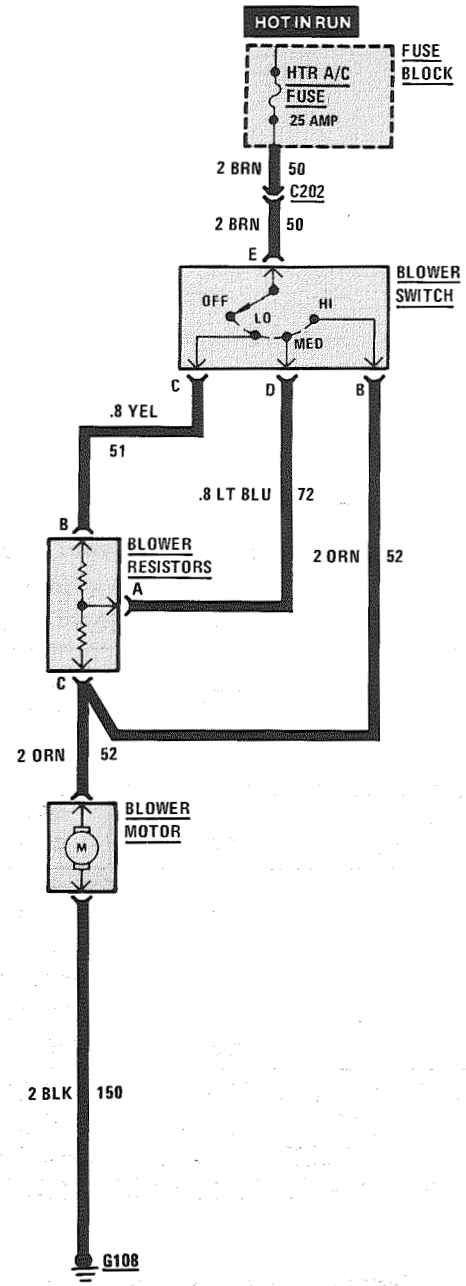 HOT IN RUN
FUSE
BLOCK
HTR A/C
FUSE
25 AMP
2 BRN 50
C202
2 BRN 50
E
BLOWER
SWITCH
OFF
LO
MED
HI
C
D
B
.8 YEL
51
.8 LT BLU 72
2 ORN 52
B
BLOWER
RESISTORS
A
C
2 ORN 52
BLOWER
MOTOR
M
2 BLK 150
G108